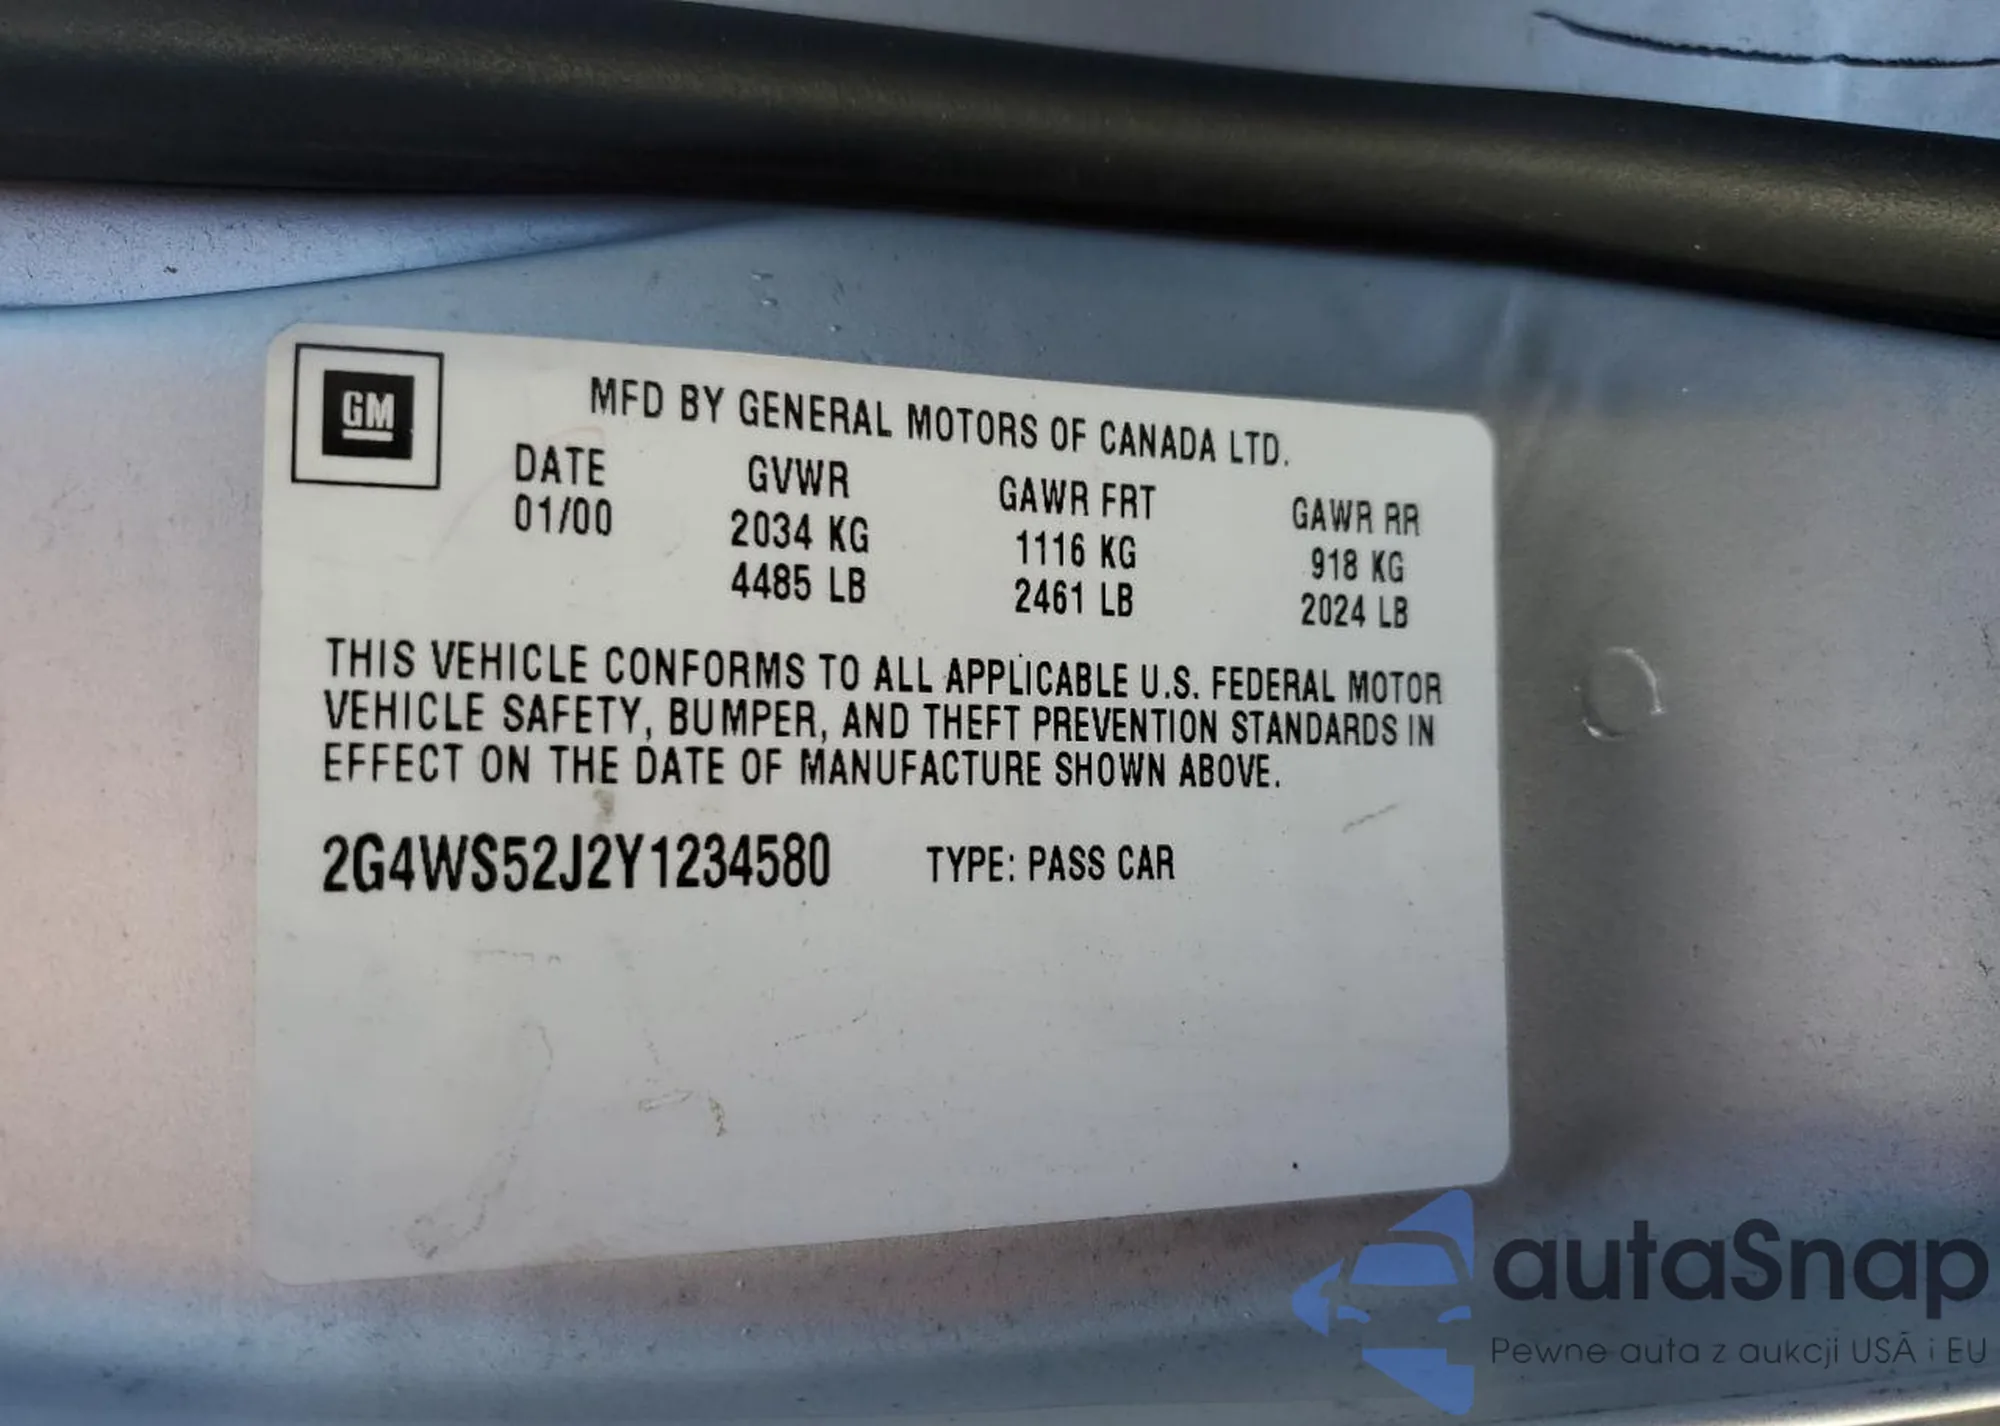 GM
MFD BY GENERAL MOTORS OF CANADA LTD.
DATE GVWR GAWR FRT GAWR RR
01/00 2034 KG 1116 KG 918 KG
4485 LB 2461 LB 2024 LB
THIS VEHICLE CONFORMS TO ALL APPLICABLE U.S. FEDERAL MOTOR
VEHICLE SAFETY, BUMPER, AND THEFT PREVENTION STANDARDS IN
EFFECT ON THE DATE OF MANUFACTURE SHOWN ABOVE.
2G4WS52J2Y1234580 TYPE: PASS CAR
autaSnap
Pewne auta z aukcji USA i EU